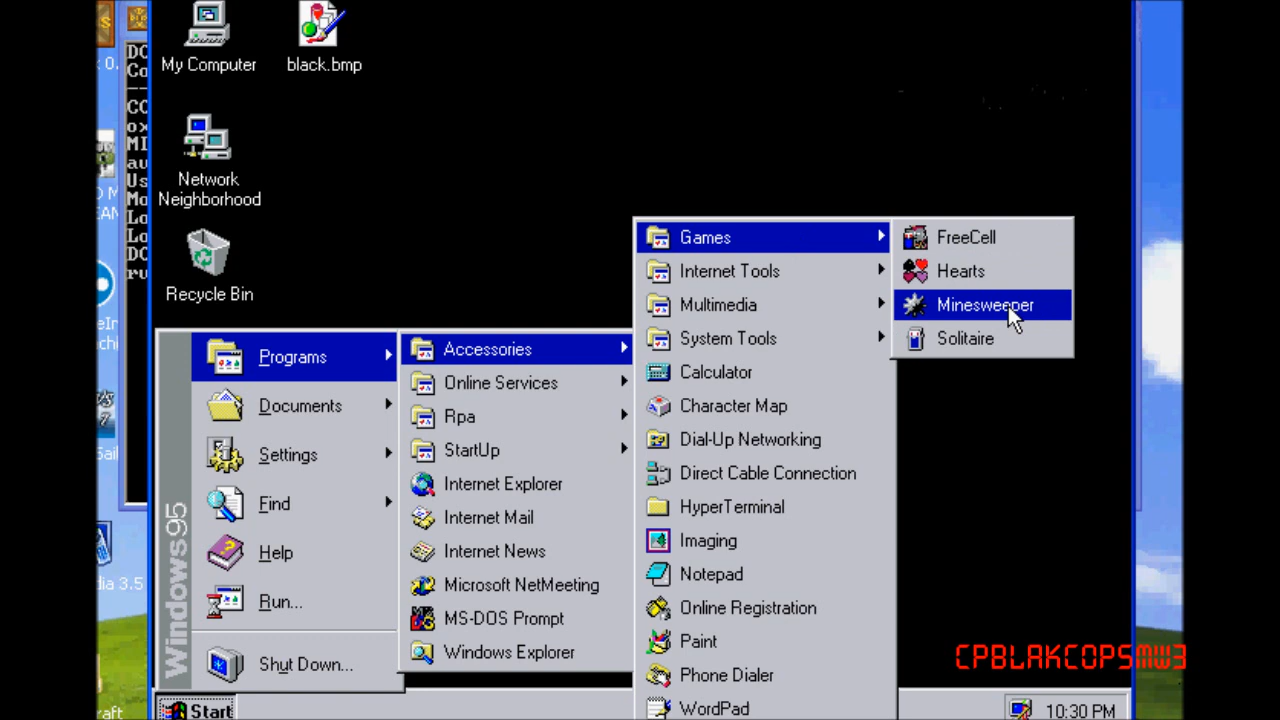 My Computer
black.bmp
Network
Neighborhood
Recycle Bin
Programs
Documents
Settings
Find
Help
Run...
Shut Down...
Windows95
Accessories
Online Services
Rpa
StartUp
Internet Explorer
Internet Mail
Internet News
Microsoft NetMeeting
MS-DOS Prompt
Windows Explorer
Games
Internet Tools
Multimedia
System Tools
Calculator
Character Map
Dial-Up Networking
Direct Cable Connection
HyperTerminal
Imaging
Notepad
Online Registration
Paint
Phone Dialer
WordPad
FreeCell
Hearts
Minesweeper
Solitaire
CPBLAKCOPSMW3
Start
10:30 PM